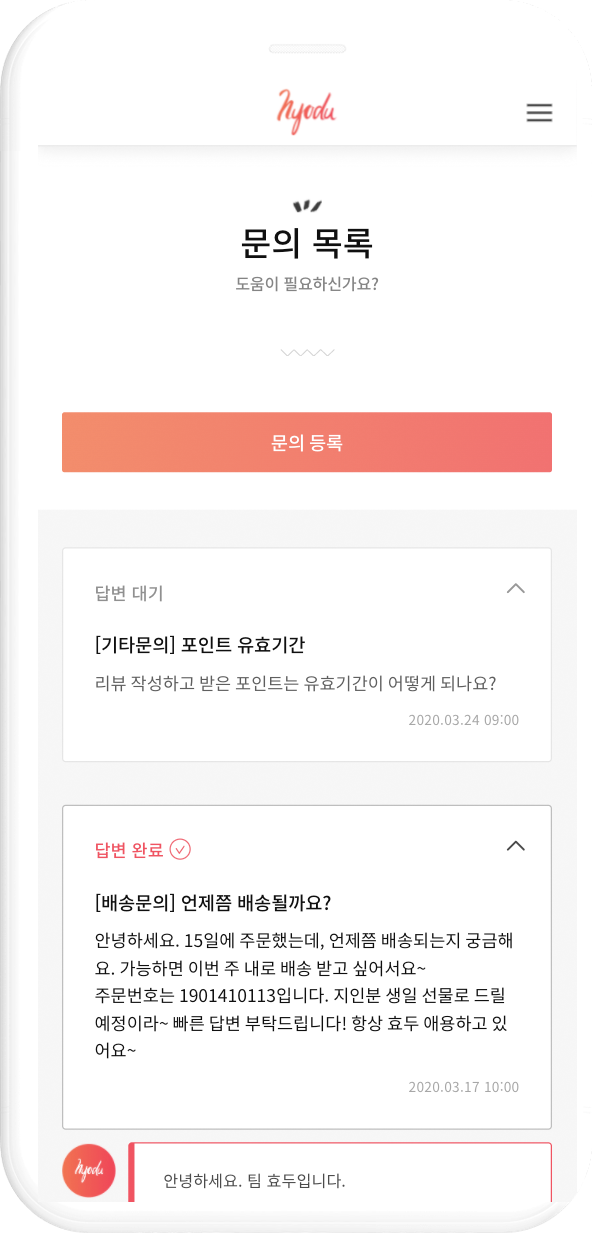 hyodu
문의 목록
도움이 필요하신가요?
문의 등록
답변 대기
[기타문의] 포인트 유효기간
리뷰 작성하고 받은 포인트는 유효기간이 어떻게 되나요?
2020.03.24 09:00
답변 완료
[배송문의] 언제쯤 배송될까요?
안녕하세요. 15일에 주문했는데, 언제쯤 배송되는지 궁금해
요. 가능하면 이번 주 내로 배송 받고 싶어서요~
주문번호는 1901410113입니다. 지인분 생일 선물로 드릴
예정이라~ 빠른 답변 부탁드립니다! 항상 효두 애용하고 있
어요~
2020.03.17 10:00
hyodu
안녕하세요. 팀 효두입니다.